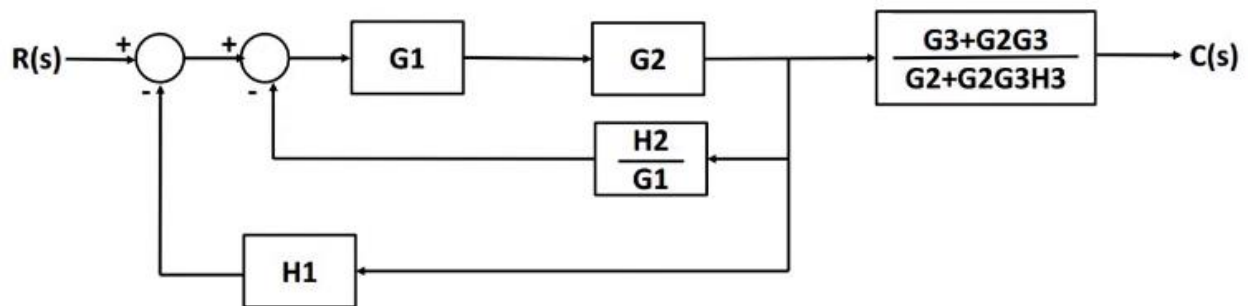 R(s)
+
-
+
-
G1
G2
G3+G2G3
G2+G2G3H3
C(s)
H2
G1
H1